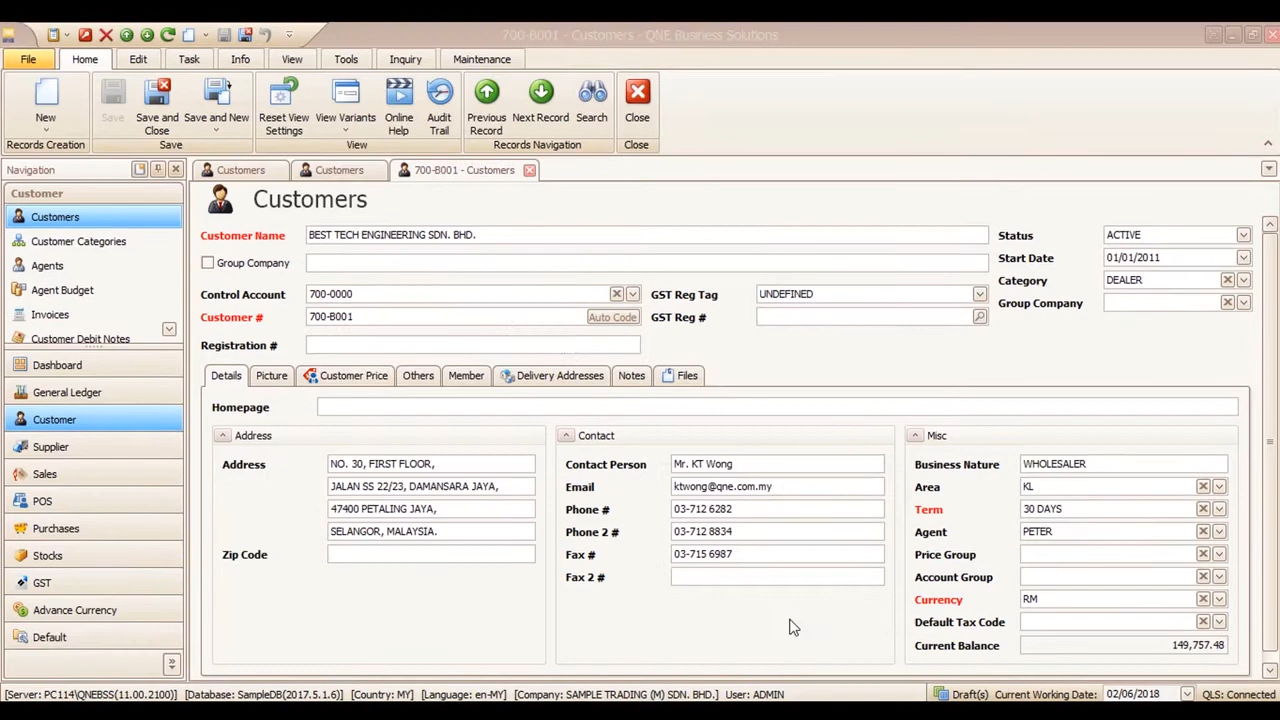 700-B001 - Customers - QNE Business Solutions
File Home Edit Task Info View Tools Inquiry Maintenance
New Save Save and Close Save and New Reset View Settings View Variants Online Help Audit Trail Previous Record Next Record Search Close
Records Creation Save View Records Navigation Close
Navigation
Customers Customers 700-B001 - Customers
Customer
Customers
Customer Categories
Agents
Agent Budget
Invoices
Customer Debit Notes
Dashboard
General Ledger
Customer
Supplier
Sales
POS
Purchases
Stocks
GST
Advance Currency
Default
Customers
Customer Name BEST TECH ENGINEERING SDN. BHD.
Group Company
Control Account 700-0000
Customer # 700-B001 Auto Code
Registration #
GST Reg Tag UNDEFINED
GST Reg #
Status ACTIVE
Start Date 01/01/2011
Category DEALER
Group Company
Details Picture Customer Price Others Member Delivery Addresses Notes Files
Homepage
Address
Address NO. 30, FIRST FLOOR,
JALAN SS 22/23, DAMANSARA JAYA,
47400 PETALING JAYA,
SELANGOR, MALAYSIA.
Zip Code
Contact
Contact Person Mr. KT Wong
Email ktwong@qne.com.my
Phone # 03-712 6282
Phone 2 # 03-712 8834
Fax # 03-715 6987
Fax 2 #
Misc
Business Nature WHOLESALER
Area KL
Term 30 DAYS
Agent PETER
Price Group
Account Group
Currency RM
Default Tax Code
Current Balance 149,757.48
[Server: PC114\QNEBSS(11.00.2100)] [Database: SampleDB(2017.5.1.6)] [Country: MY] [Language: en-MY] [Company: SAMPLE TRADING (M) SDN. BHD.] User: ADMIN Draft(s) Current Working Date: 02/06/2018 QLS: Connected